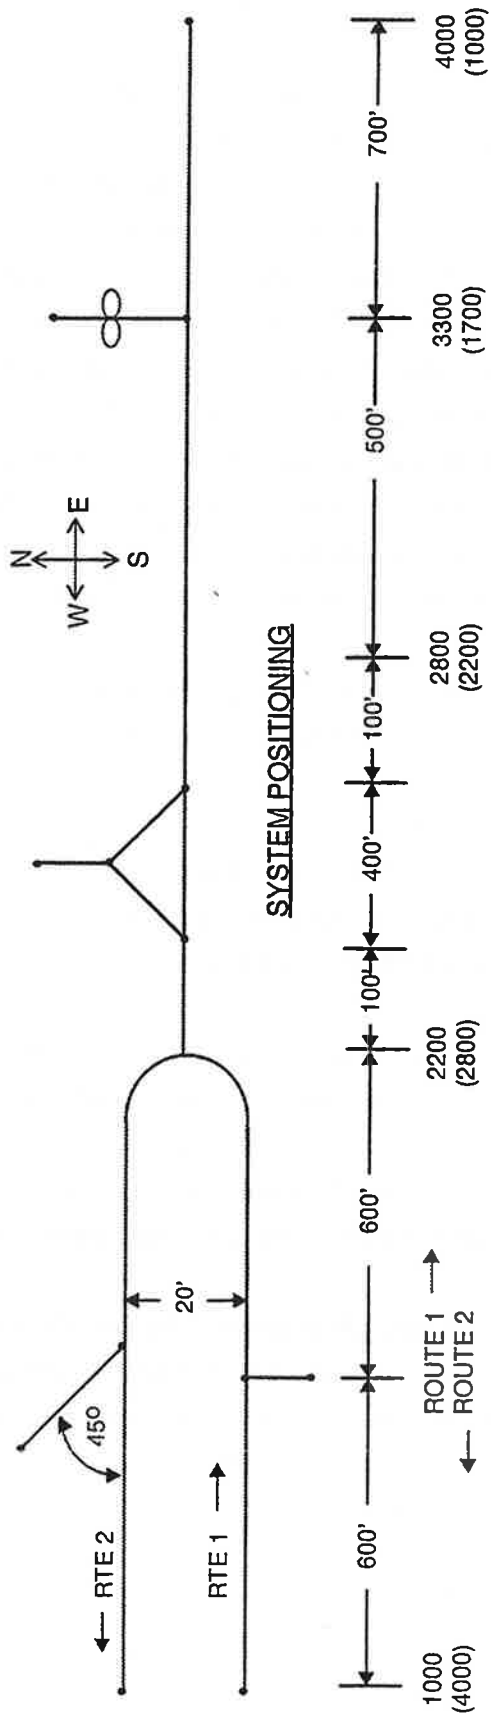 N
W E
S
45º
← RTE 2
20'
RTE 1 →
SYSTEM POSITIONING
600'
600'
100'
400'
100'
500'
700'
1000
(4000)
2200
(2800)
2800
(2200)
3300
(1700)
4000
(1000)
ROUTE 1 →
← ROUTE 2